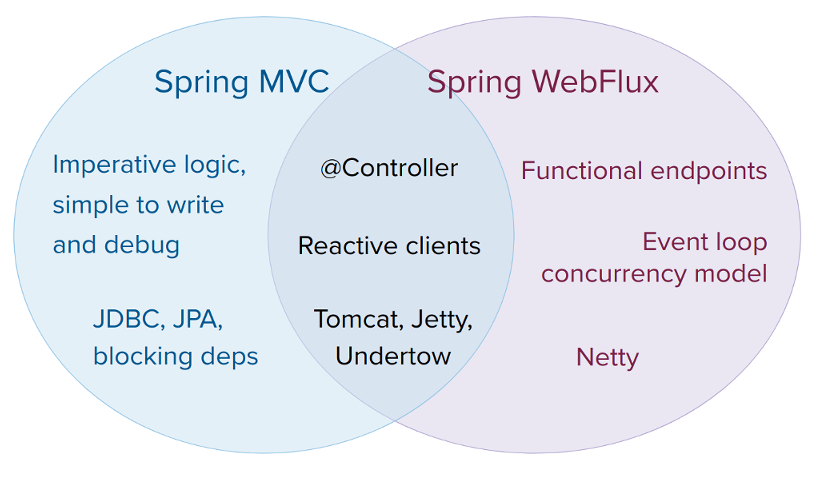 Spring MVC
Spring WebFlux
Imperative logic,
simple to write
and debug
JDBC, JPA,
blocking deps
@Controller
Reactive clients
Tomcat, Jetty,
Undertow
Functional endpoints
Event loop
concurrency model
Netty